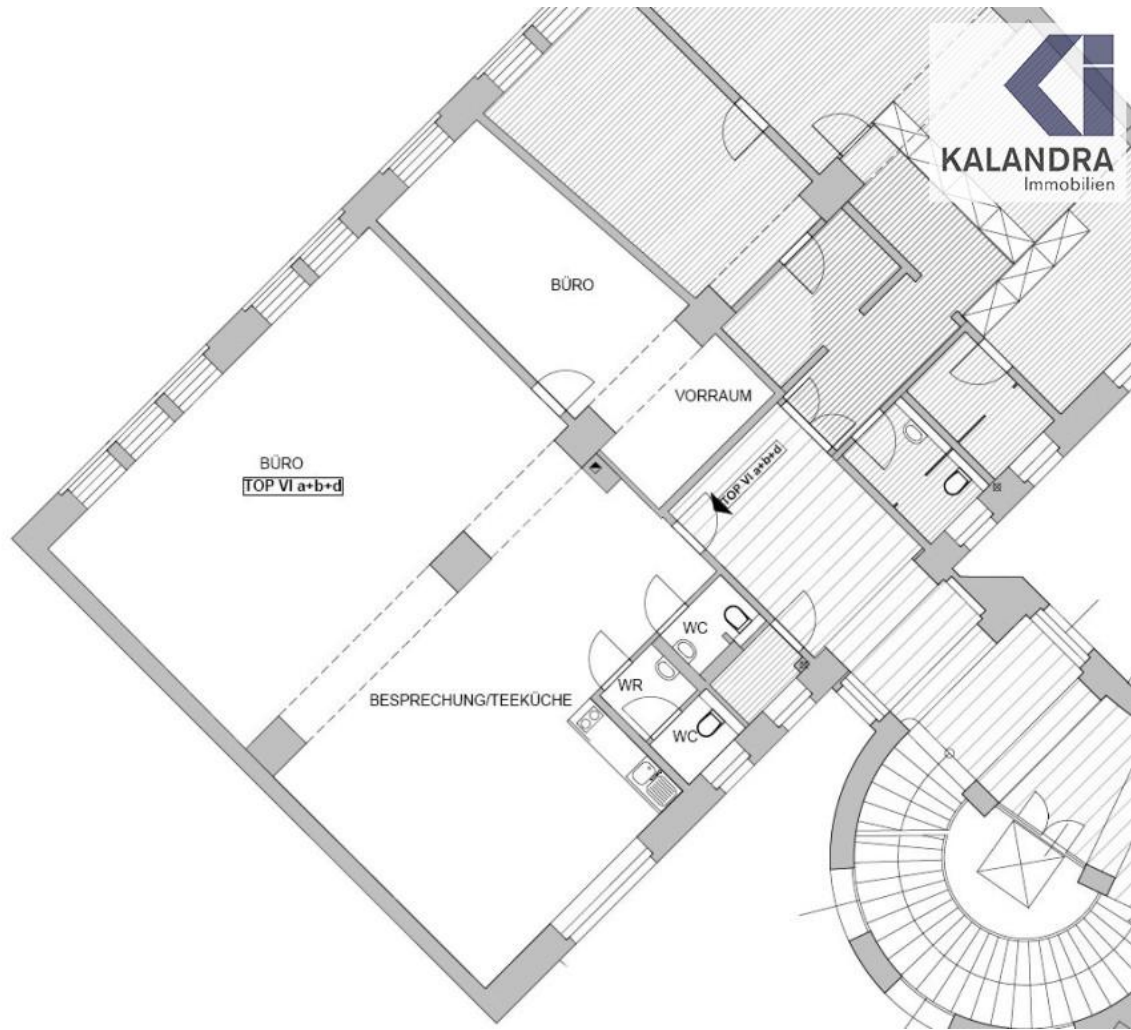 KALANDRA
Immobilien
BÜRO
VORRAUM
BÜRO
TOP VI a+b+d
TOP VI a+b+d
WC
WR
BESPRECHUNG/TEEKÜCHE
WC